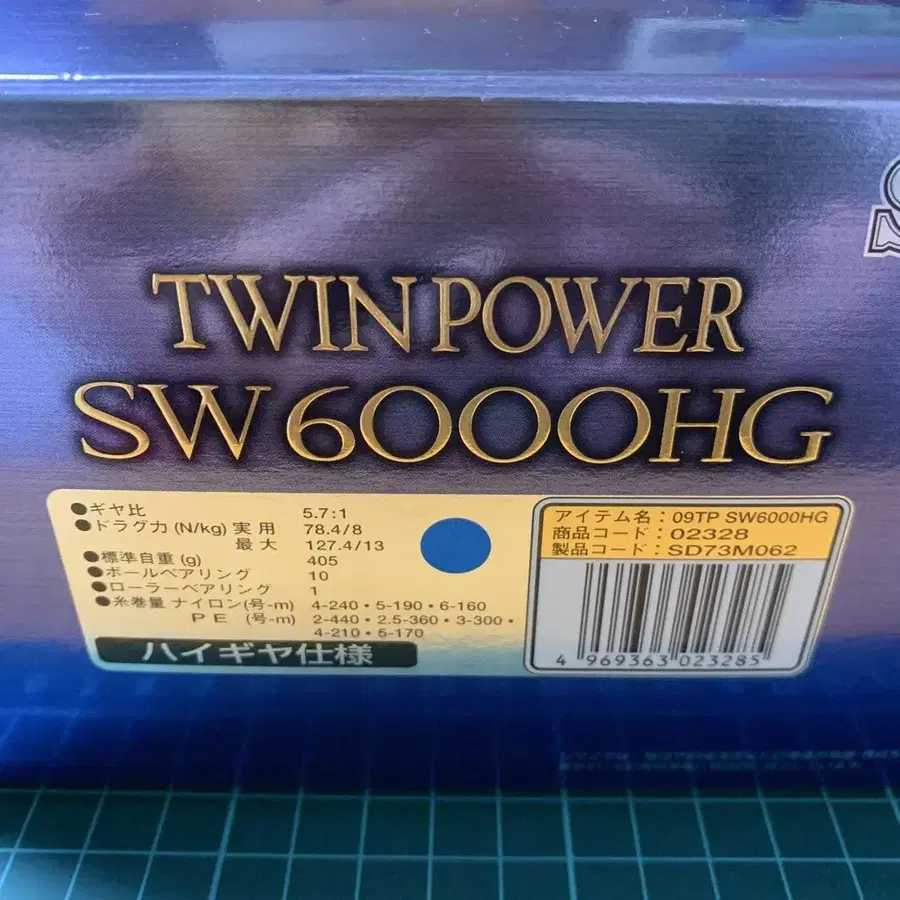 TWIN POWER
SW 6000HG
●ギヤ比 5.7:1
●ドラグ力 (N/kg) 実用 78.4/8
最大 127.4/13
●標準自重 (g) 405
●ボールベアリング 10
●ローラーベアリング 1
●糸巻量 ナイロン(号-m) 4-240・5-190・6-160
PE (号-m) 2-440・2.5-360・3-300・
4-210・5-170
ハイギヤ仕様
アイテム名：09TP SW6000HG
商品コード：02328
製品コード：SD73M062
4 969363 023285